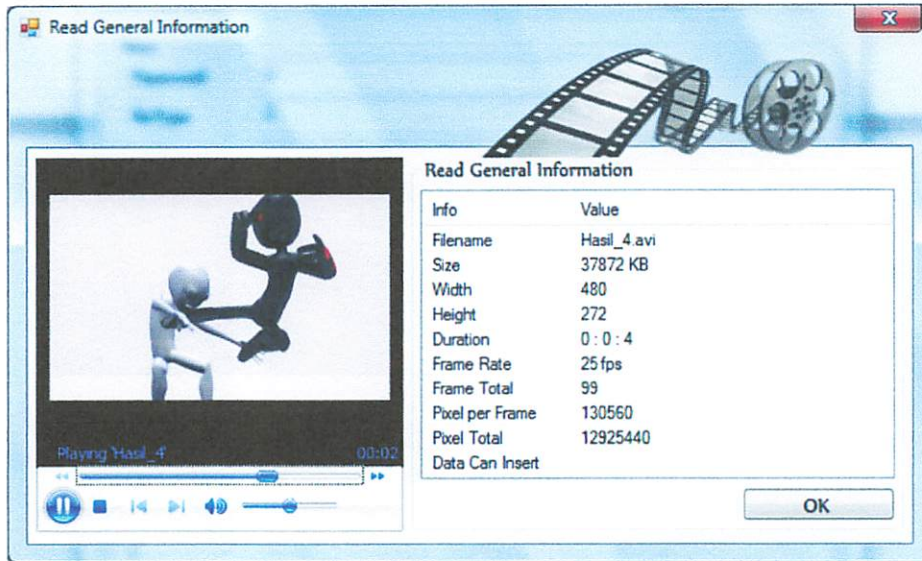 Read General Information
Read General Information
Info Value
Filename Hasil_4.avi
Size 37872 KB
Width 480
Height 272
Duration 0 : 0 : 4
Frame Rate 25 fps
Frame Total 99
Pixel per Frame 130560
Pixel Total 12925440
Data Can Insert
Playing 'Hasil_4' 00:02
OK